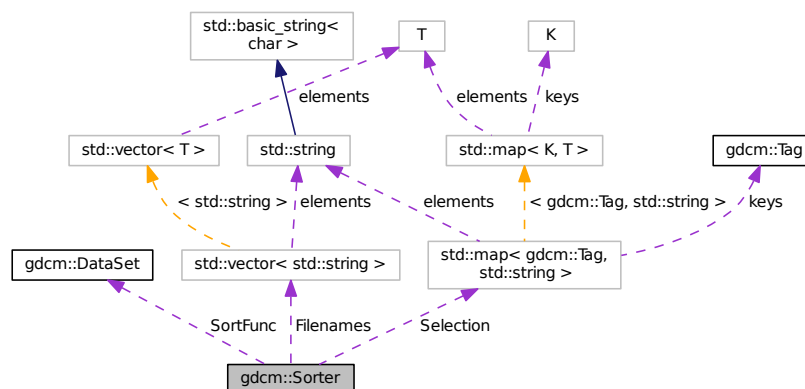 std::basic_string<
char >
T
K
elements
elements
keys
std::vector< T >
std::string
std::map< K, T >
gdcm::Tag
< std::string >
elements
elements
< gdcm::Tag, std::string >
keys
gdcm::DataSet
std::vector< std::string >
std::map< gdcm::Tag,
std::string >
SortFunc
Filenames
Selection
gdcm::Sorter